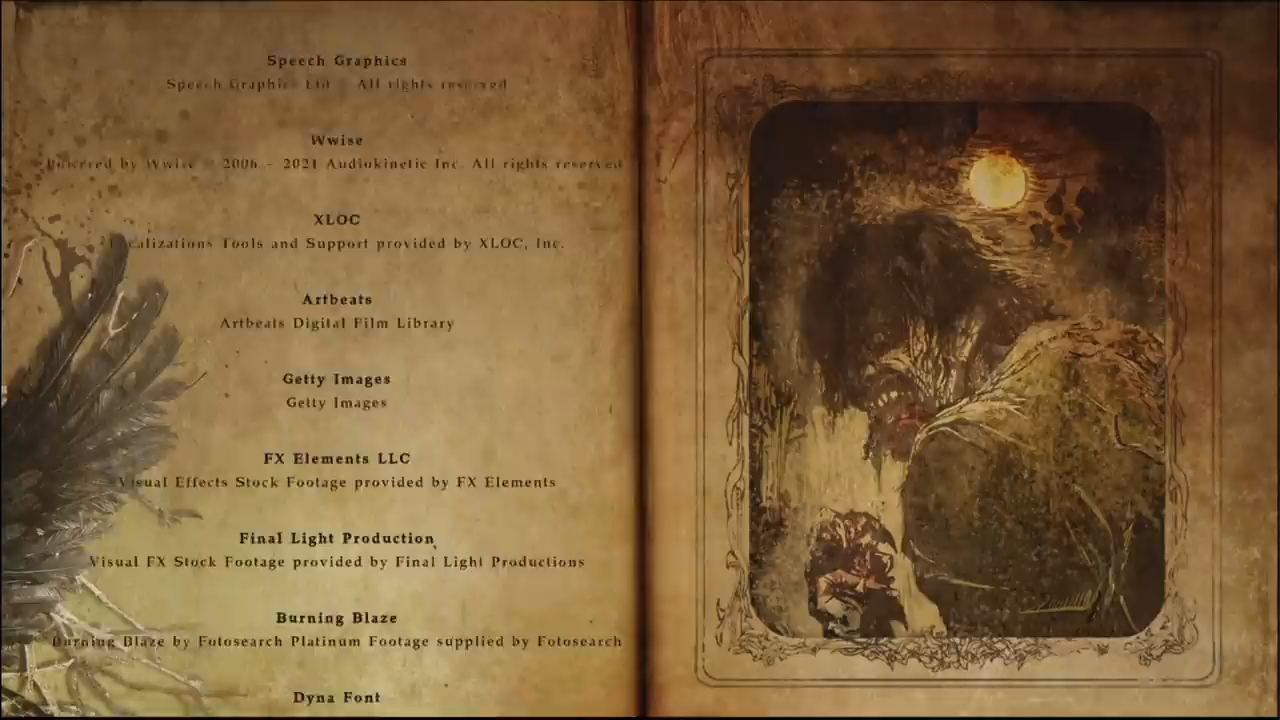 Speech Graphics
Speech Graphics Ltd © All rights reserved
Wwise
Powered by Wwise © 2006 - 2021 Audiokinetic Inc. All rights reserved
XLOC
Localizations Tools and Support provided by XLOC, Inc.
Artbeats
Artbeats Digital Film Library
Getty Images
Getty Images
FX Elements LLC
Visual Effects Stock Footage provided by FX Elements
Final Light Production
Visual FX Stock Footage provided by Final Light Productions
Burning Blaze
Burning Blaze by Fotosearch Platinum Footage supplied by Fotosearch
Dyna Font